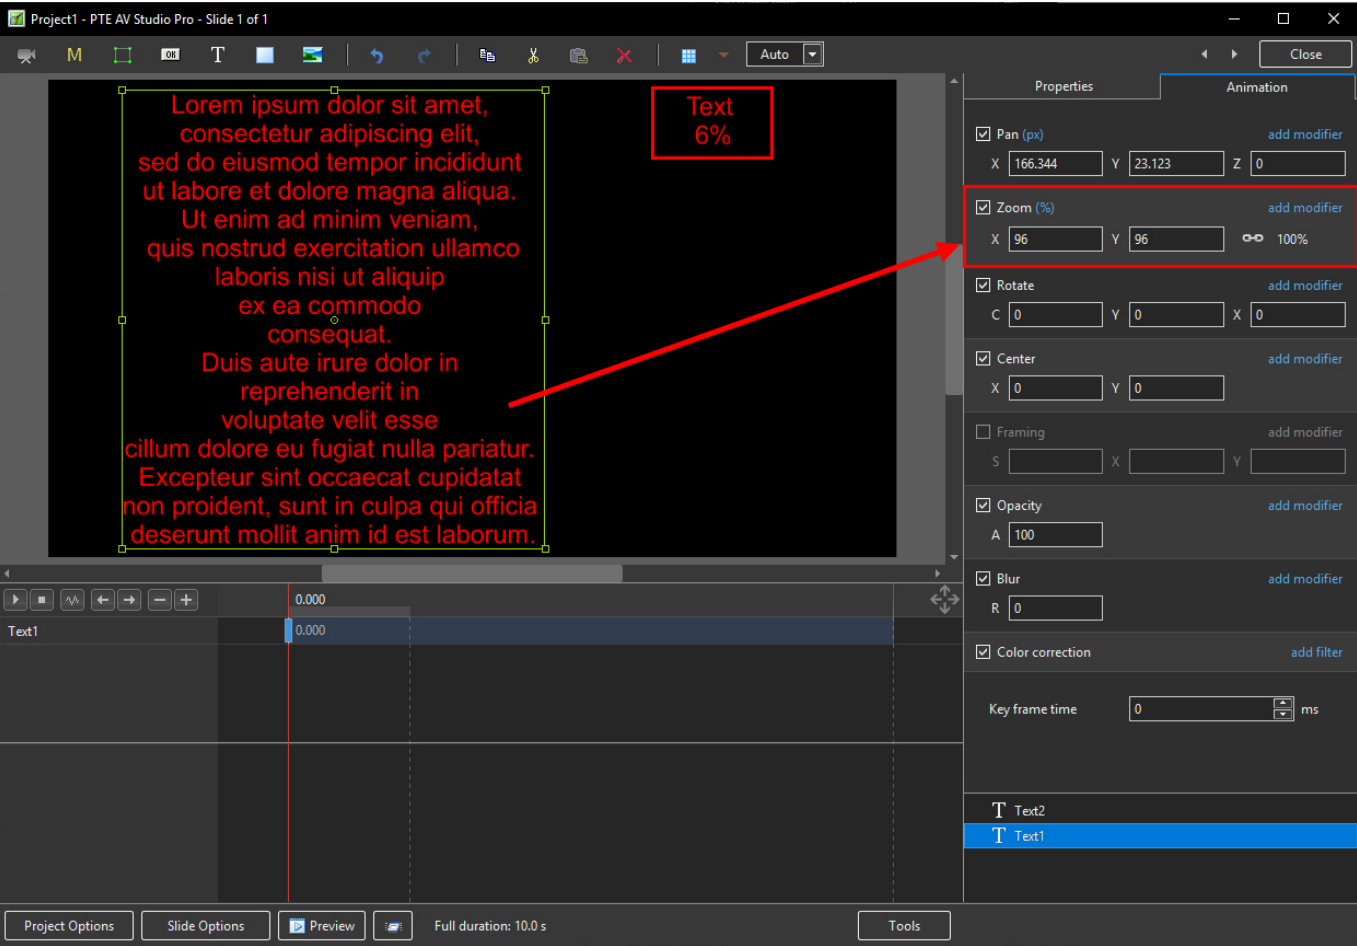 Project1 - PTE AV Studio Pro - Slide 1 of 1
M
OK
T
Auto
Close
Lorem ipsum dolor sit amet,
consectetur adipiscing elit,
sed do eiusmod tempor incididunt
ut labore et dolore magna aliqua.
Ut enim ad minim veniam,
quis nostrud exercitation ullamco
laboris nisi ut aliquip
ex ea commodo
consequat.
Duis aute irure dolor in
reprehenderit in
voluptate velit esse
cillum dolore eu fugiat nulla pariatur.
Excepteur sint occaecat cupidatat
non proident, sunt in culpa qui officia
deserunt mollit anim id est laborum.
Text
6%
Properties
Animation
Pan (px) add modifier
X 166.344 Y 23.123 Z 0
Zoom (%) add modifier
X 96 Y 96 100%
Rotate add modifier
C 0 Y 0 X 0
Center add modifier
X 0 Y 0
Framing add modifier
S X Y
Opacity add modifier
A 100
Blur add modifier
R 0
Color correction add filter
Key frame time 0 ms
T Text2
T Text1
0.000
Text1 0.000
Project Options Slide Options Preview Full duration: 10.0 s Tools